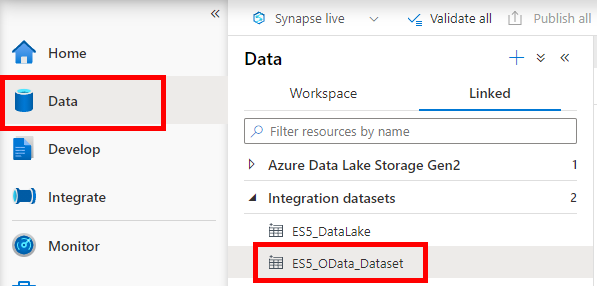 Synapse live Validate all Publish all
Home
Data
Develop
Integrate
Monitor
Data
Workspace Linked
Filter resources by name
Azure Data Lake Storage Gen2 1
Integration datasets 2
ES5_DataLake
ES5_OData_Dataset